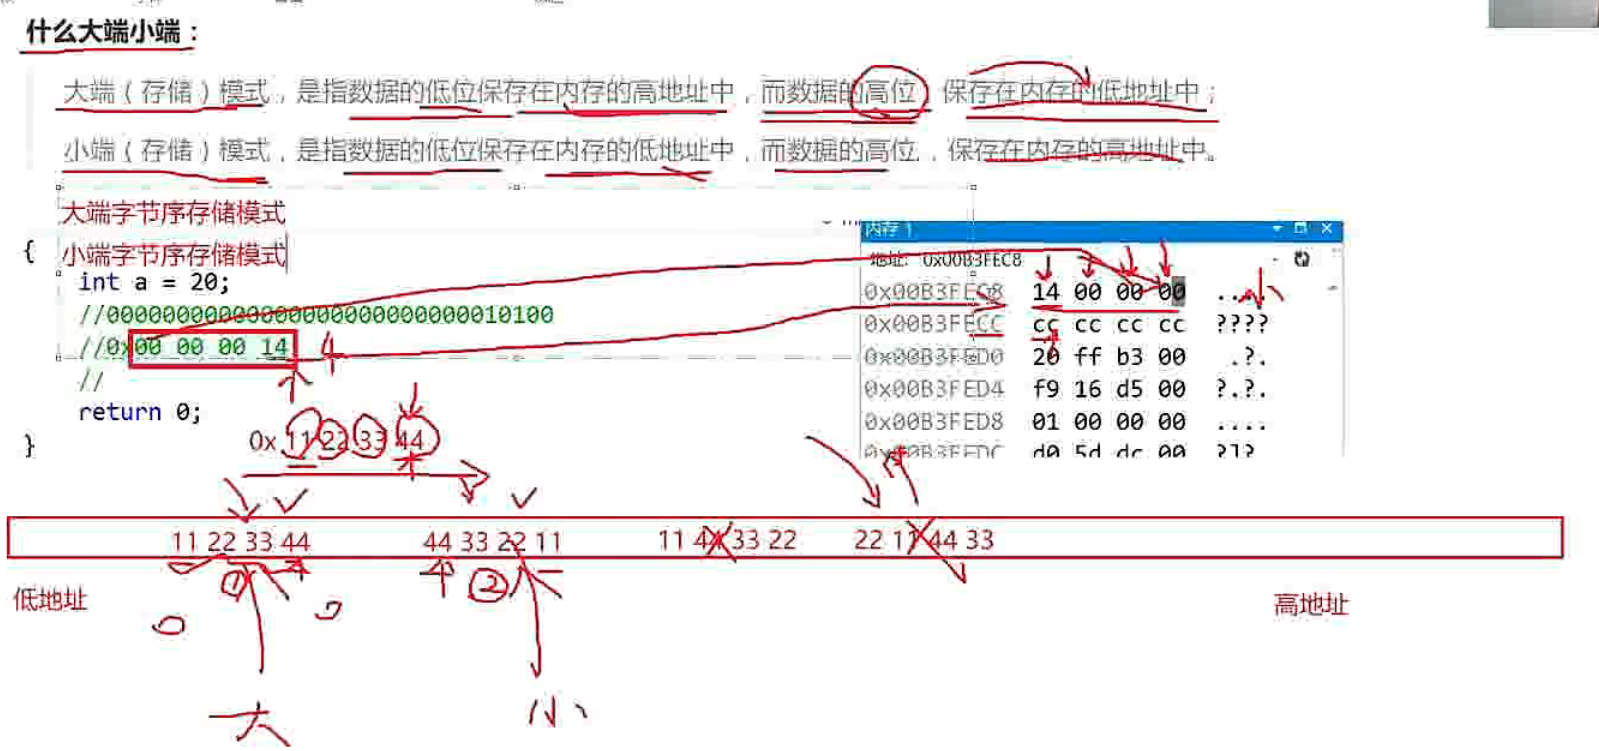 什么大端小端：
大端（存储）模式，是指数据的低位保存在内存的高地址中，而数据的高位，保存在内存的低地址中；
小端（存储）模式，是指数据的低位保存在内存的低地址中，而数据的高位，，保存在内存的高地址中。
大端字节序存储模式
{ 小端字节序存储模式
int a = 20;
//00000000000000000000000000010100
//0x00 00 00 14 4
//
return 0;
}
内存 1
地址: 0x00B3FEC8
0x00B3FEC8 14 00 00 00 .... 小
0x00B3FECC cc cc cc cc ????
0x00B3FED0 20 ff b3 00 .?.
0x00B3FED4 f9 16 d5 00 ?.?.
0x00B3FED8 01 00 00 00 ....
0x00B3FEDC d0 5d dc 00 ?]?
0x 11 22 33 44
11 22 33 44 44 33 22 11 11 44 33 22 22 11 44 33
① ②
低地址 高地址
大 小